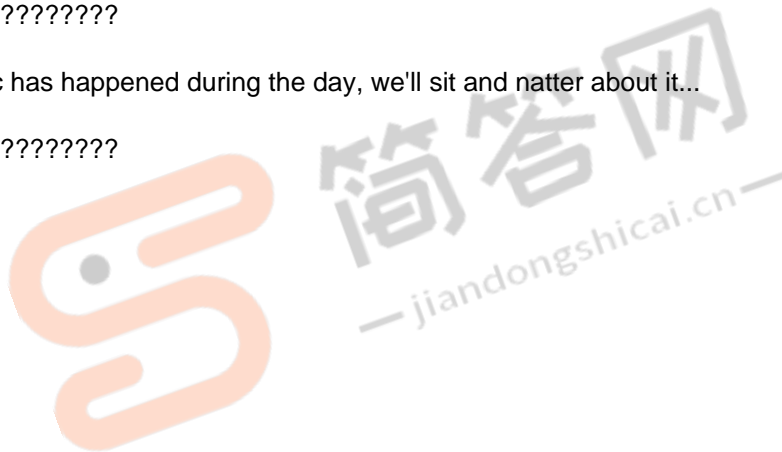 ????????
c has happened during the day, we'll sit and natter about it...
????????
简答网
jiandongshicai.cn